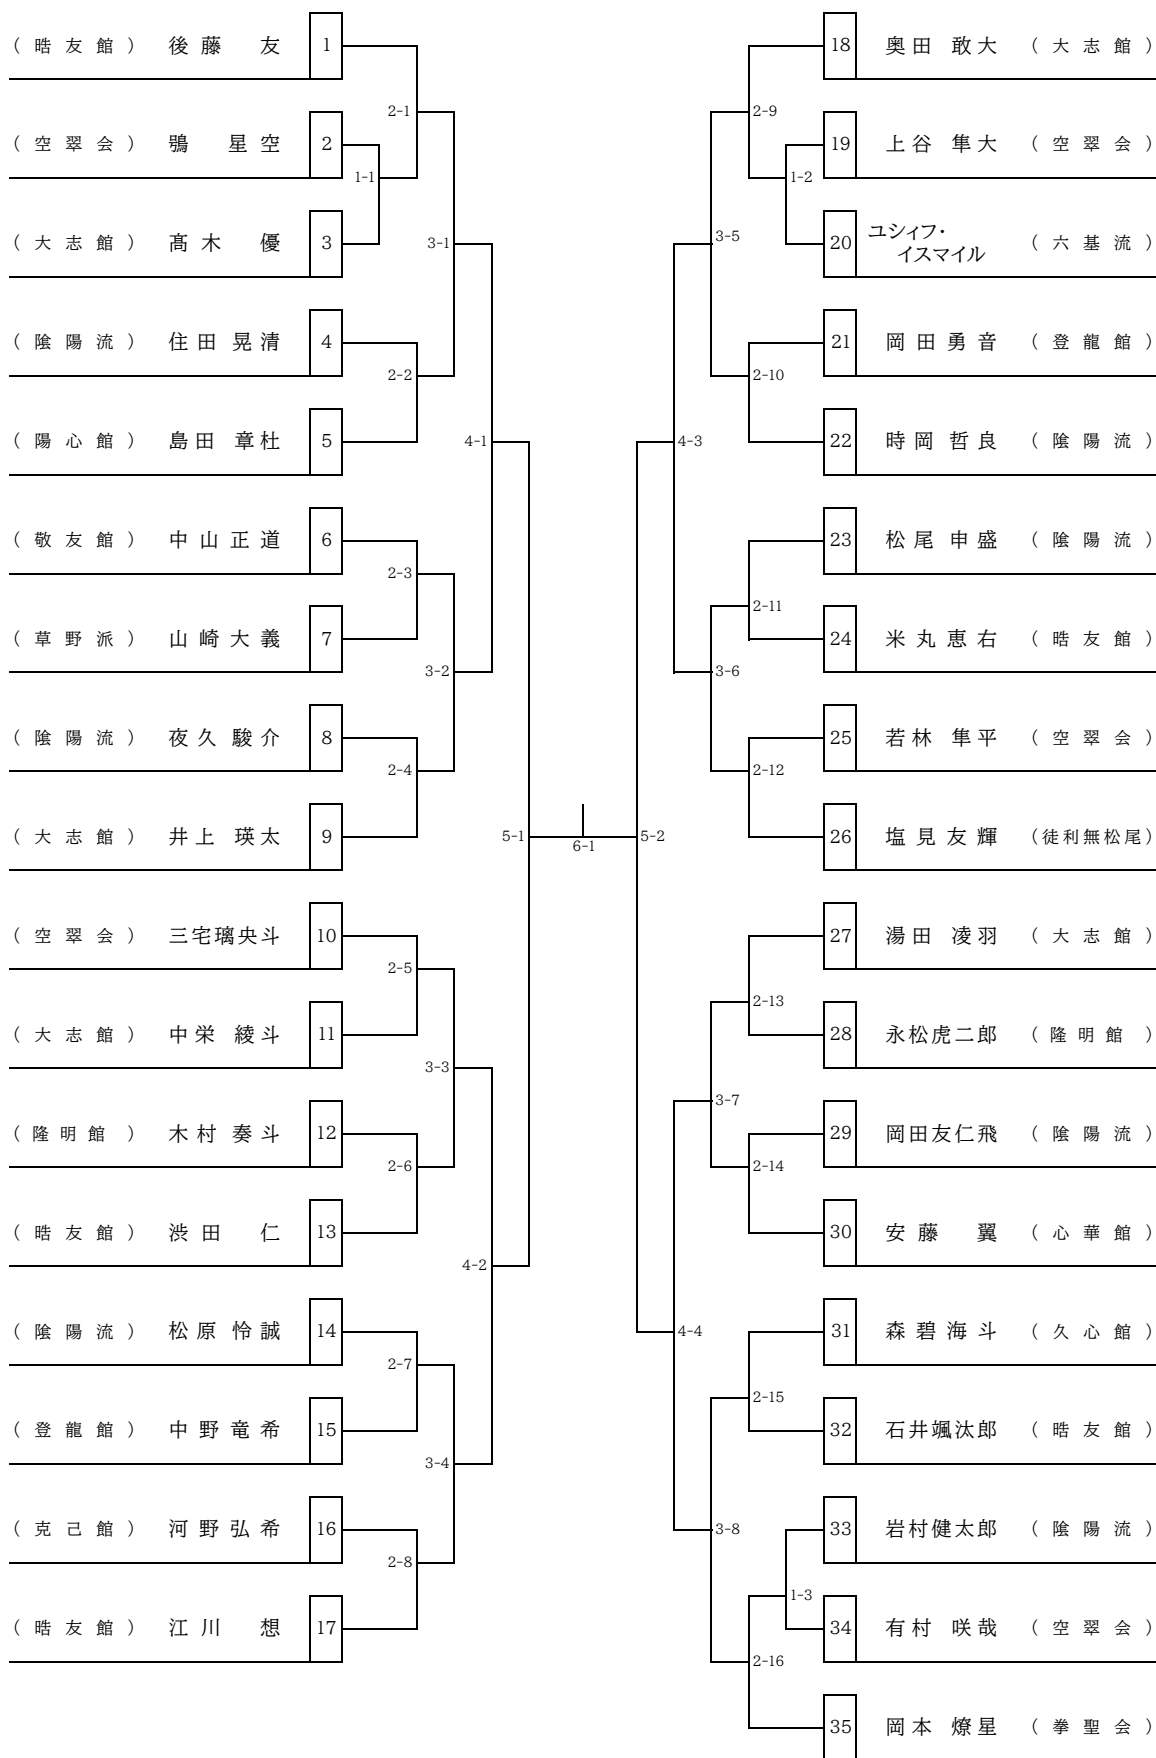 （ 晧 友 館 ） 後 藤　 友 1
（ 空 翠 会 ） 鴞　 星 空 2
（ 大 志 館 ） 髙 木　 優 3
（ 陰 陽 流 ） 住 田 晃 清 4
（ 陽 心 館 ） 島 田 章 杜 5
（ 敬 友 館 ） 中 山 正 道 6
（ 草 野 派 ） 山 崎 大 義 7
（ 陰 陽 流 ） 夜 久 駿 介 8
（ 大 志 館 ） 井 上 瑛 太 9
（ 空 翠 会 ） 三宅璃央斗 10
（ 大 志 館 ） 中 栄 綾 斗 11
（ 隆 明 館 ） 木 村 奏 斗 12
（ 晧 友 館 ） 渋 田　 仁 13
（ 陰 陽 流 ） 松 原 怜 誠 14
（ 登 龍 館 ） 中 野 竜 希 15
（ 克 己 館 ） 河 野 弘 希 16
（ 晧 友 館 ） 江 川　 想 17
1-1
2-1
2-2
2-3
2-4
2-5
2-6
2-7
2-8
3-1
3-2
3-3
3-4
4-1
4-2
5-1
6-1
5-2
4-3
4-4
3-5
3-6
3-7
3-8
2-9
2-10
2-11
2-12
2-13
2-14
2-15
2-16
1-2
1-3
18 奥 田 敢 大 （ 大 志 館 ）
19 上 谷 隼 大 （ 空 翠 会 ）
20 ユシィフ・
イスマイル （ 六 基 流 ）
21 岡 田 勇 音 （ 登 龍 館 ）
22 時 岡 哲 良 （ 陰 陽 流 ）
23 松 尾 申 盛 （ 陰 陽 流 ）
24 米 丸 恵 右 （ 晧 友 館 ）
25 若 林 隼 平 （ 空 翠 会 ）
26 塩 見 友 輝 （徒利無松尾）
27 湯 田 凌 羽 （ 大 志 館 ）
28 永松虎二郎 （ 隆 明 館 ）
29 岡田友仁飛 （ 陰 陽 流 ）
30 安 藤　 翼 （ 心 華 館 ）
31 森 碧 海 斗 （ 久 心 館 ）
32 石井颯汰郎 （ 晧 友 館 ）
33 岩村健太郎 （ 陰 陽 流 ）
34 有 村 咲 哉 （ 空 翠 会 ）
35 岡 本 燎 星 （ 拳 聖 会 ）